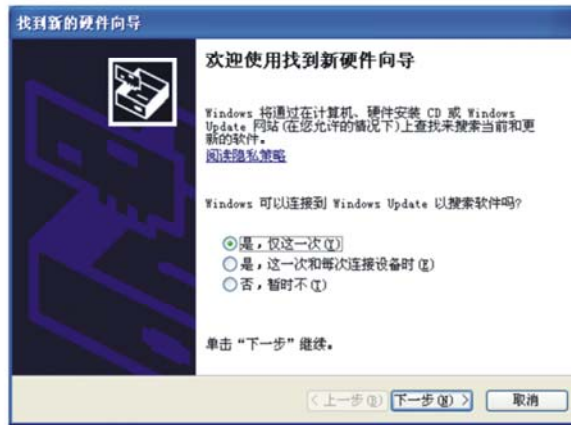 找到新的硬件向导
欢迎使用找到新硬件向导
Windows 将通过在计算机、硬件安装 CD 或 Windows
Update 网站(在您允许的情况下)上查找来搜索当前和更
新的软件。
阅读隐私策略
Windows 可以连接到 Windows Update 以搜索软件吗?
是，仅这一次(Y)
是，这一次和每次连接设备时(E)
否，暂时不(T)
单击“下一步”继续。
< 上一步(B) 下一步(N) > 取消